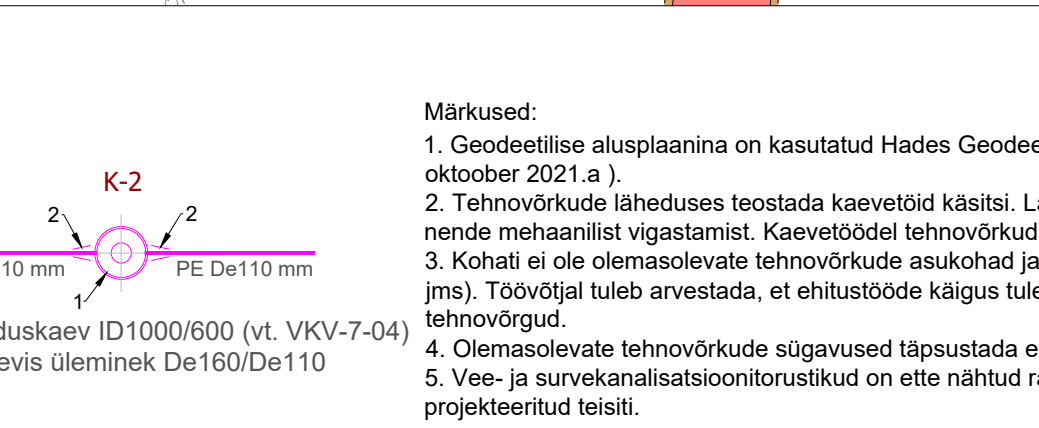 K-2
2
2
10 mm
PE De110 mm
1
duskaev ID1000/600 (vt. VKV-7-04)
evis üleminek De160/De110
Märkused:
1. Geodeetilise alusplaanina on kasutatud Hades Geodee
oktoober 2021.a ).
2. Tehnovõrkude läheduses teostada kaevetöid käsitsi. La
nende mehaanilist vigastamist. Kaevetöödel tehnovõrkud
3. Kohati ei ole olemasolevate tehnovõrkude asukohad ja
jms). Töövõtjal tuleb arvestada, et ehitustööde käigus tule
tehnovõrgud.
4. Olemasolevate tehnovõrkude sügavused täpsustada e
5. Vee- ja survekanalisatsioonitorustikud on ette nähtud ra
projekteeritud teisiti.